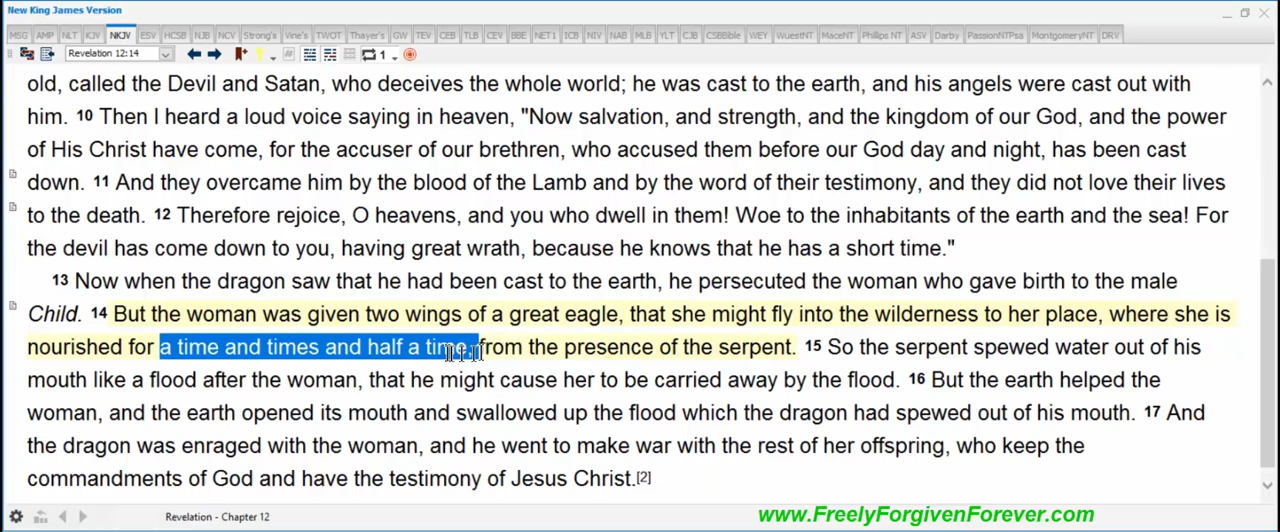 New King James Version
MSG AMP NLT KJV NKJV ESV HCSB NJB NCV Strong's Vine's TWOT Thayer's GW TEV CEB TLB CEV BBE NET1 ICB NIV NAB MLB YLT CJB CSBBible WEY WuestNT MaceNT Phillips NT ASV Darby PassionNTPsa MontgomeryNT DRV
Revelation 12:14 1
old, called the Devil and Satan, who deceives the whole world; he was cast to the earth, and his angels were cast out with
him. 10 Then I heard a loud voice saying in heaven, "Now salvation, and strength, and the kingdom of our God, and the power
of His Christ have come, for the accuser of our brethren, who accused them before our God day and night, has been cast
down. 11 And they overcame him by the blood of the Lamb and by the word of their testimony, and they did not love their lives
to the death. 12 Therefore rejoice, O heavens, and you who dwell in them! Woe to the inhabitants of the earth and the sea! For
the devil has come down to you, having great wrath, because he knows that he has a short time."
13 Now when the dragon saw that he had been cast to the earth, he persecuted the woman who gave birth to the male
Child. 14 But the woman was given two wings of a great eagle, that she might fly into the wilderness to her place, where she is
nourished for a time and times and half a time, from the presence of the serpent. 15 So the serpent spewed water out of his
mouth like a flood after the woman, that he might cause her to be carried away by the flood. 16 But the earth helped the
woman, and the earth opened its mouth and swallowed up the flood which the dragon had spewed out of his mouth. 17 And
the dragon was enraged with the woman, and he went to make war with the rest of her offspring, who keep the
commandments of God and have the testimony of Jesus Christ.[2]
Revelation - Chapter 12
www.FreelyForgivenForever.com